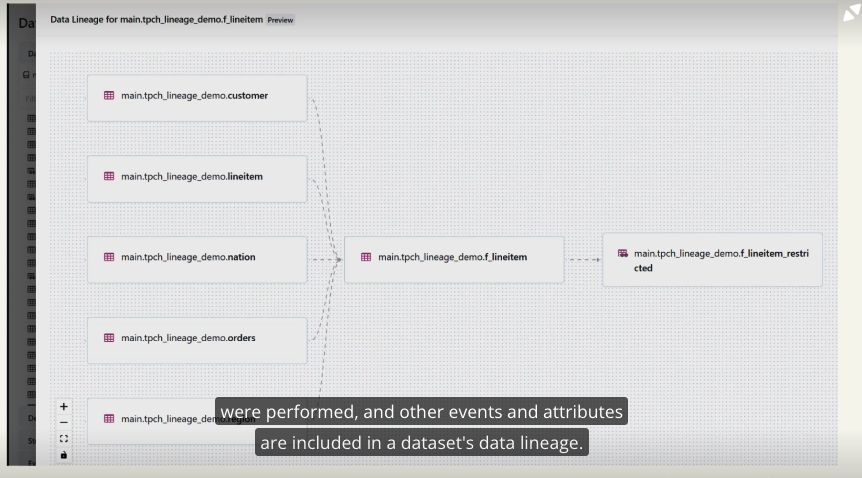 Data Lineage for main.tpch_lineage_demo.f_lineitem Preview
main.tpch_lineage_demo.customer
main.tpch_lineage_demo.lineitem
main.tpch_lineage_demo.nation
main.tpch_lineage_demo.f_lineitem
main.tpch_lineage_demo.f_lineitem_restri
cted
main.tpch_lineage_demo.orders
main.tpch_lineage_demo.region
were performed, and other events and attributes
are included in a dataset's data lineage.